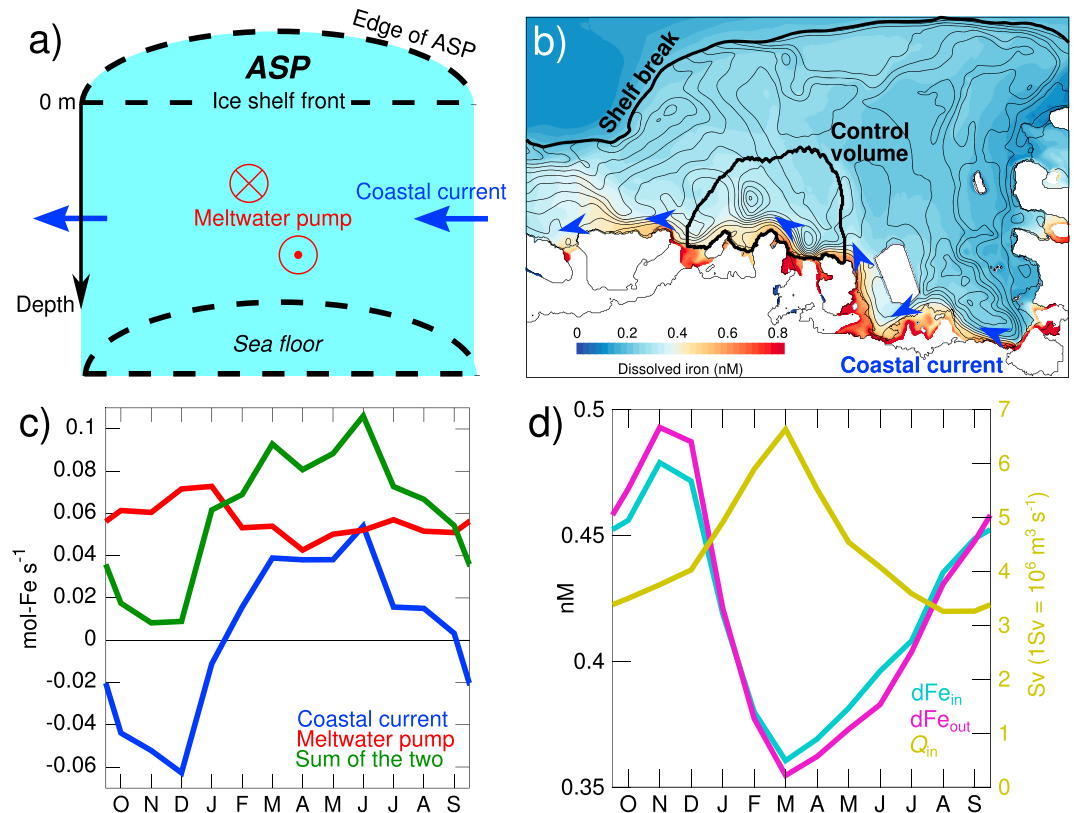 a)
Edge of ASP
ASP
0 m
Ice shelf front
Coastal current
Meltwater pump
Depth
Sea floor
b)
Shelf break
Control
volume
0 0.2 0.4 0.6 0.8
Dissolved iron (nM)
Coastal current
c)
0.1
0.08
0.06
0.04
0.02
0
-0.02
-0.04
-0.06
mol-Fe s⁻¹
Coastal current
Meltwater pump
Sum of the two
O N D J F M A M J J A S
d)
0.5
0.45
0.4
0.35
nM
7
6
5
4
3
2
1
0
Sv (1Sv = 10⁶ m³ s⁻¹)
dFe_in
dFe_out
Q_in
O N D J F M A M J J A S